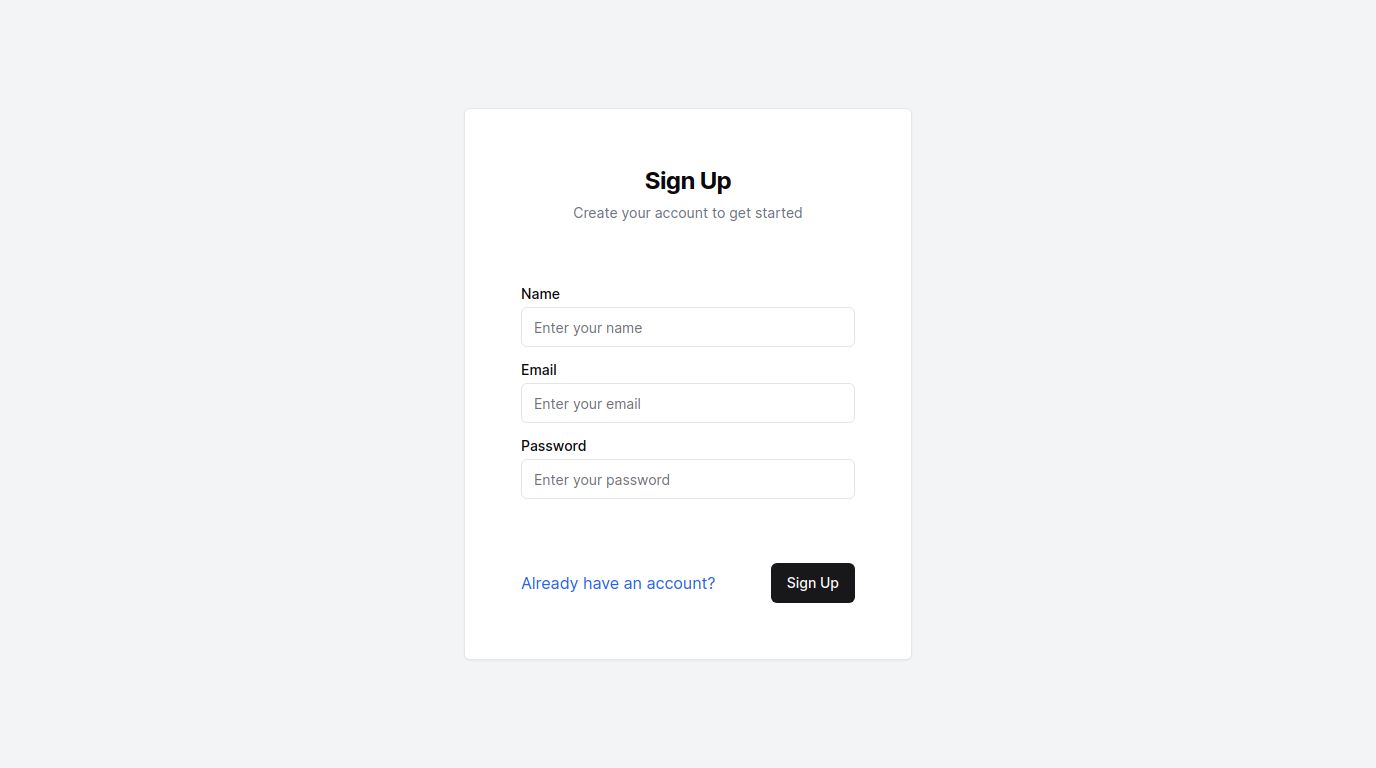 Sign Up
Create your account to get started
Name
Enter your name
Email
Enter your email
Password
Enter your password
Already have an account?
Sign Up